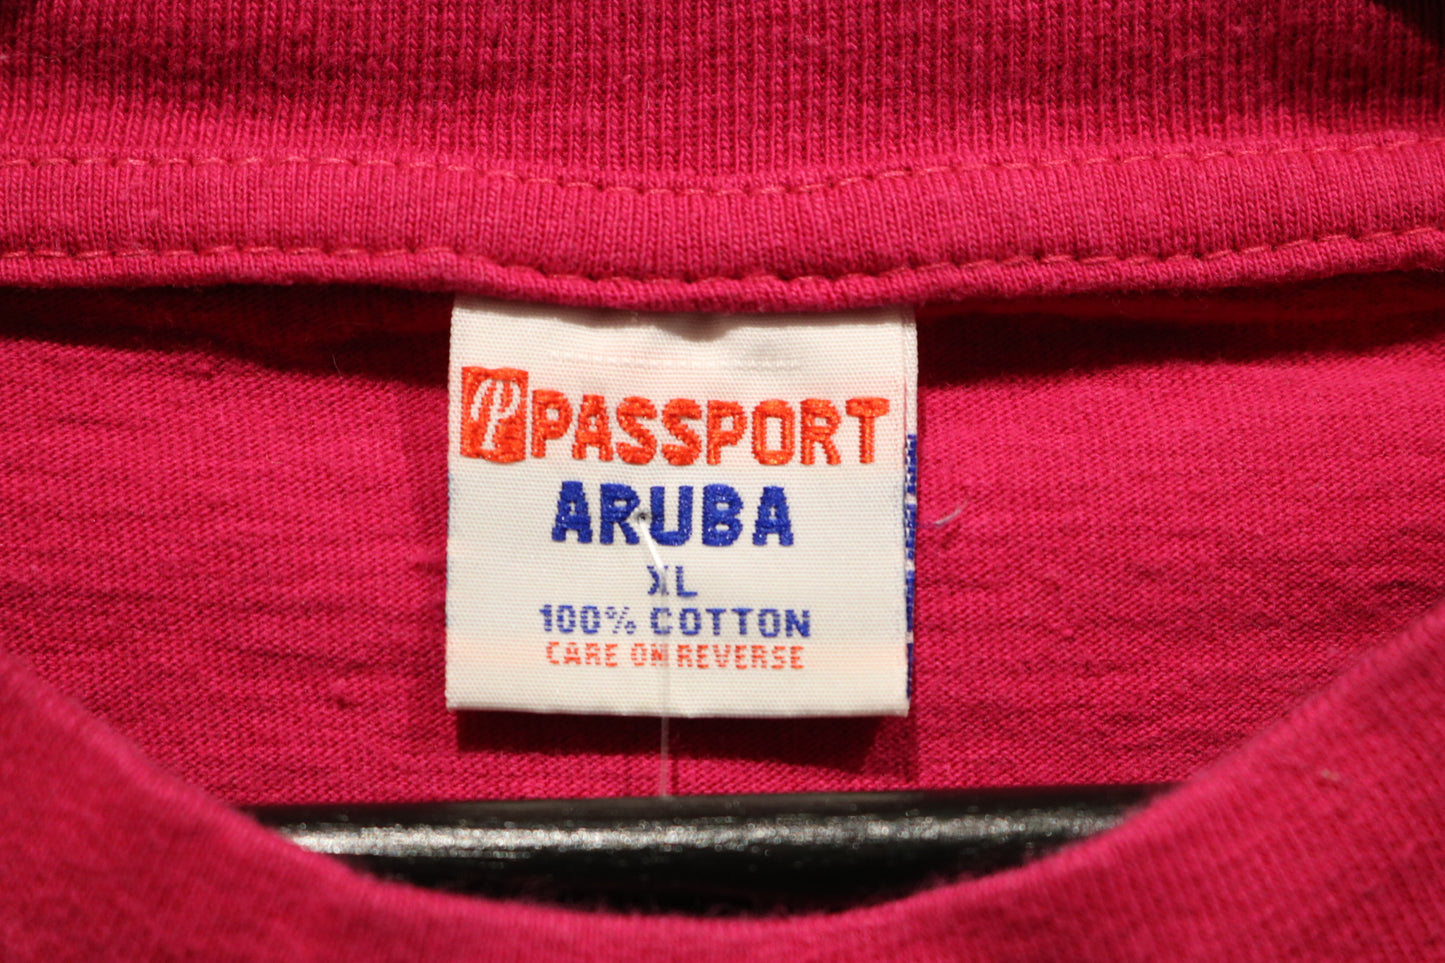 P PASSPORT
ARUBA
XL
100% COTTON
CARE ON REVERSE